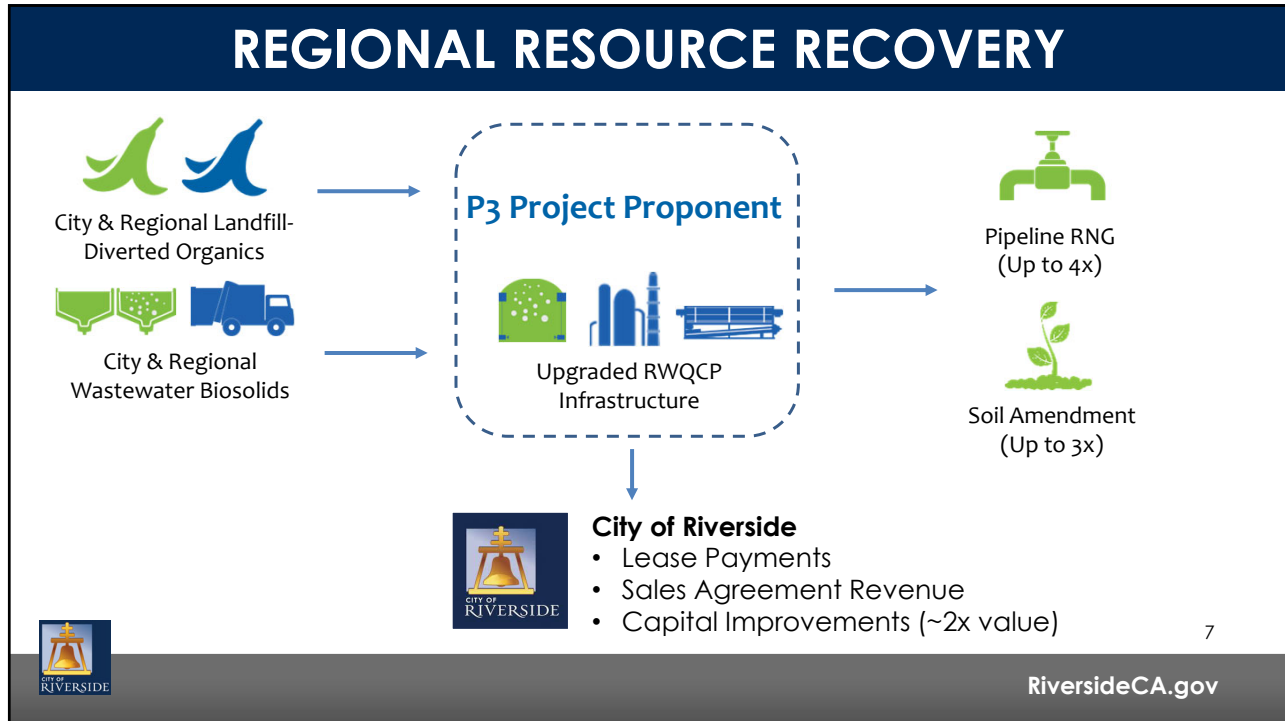 REGIONAL RESOURCE RECOVERY
City & Regional Landfill-
Diverted Organics
City & Regional
Wastewater Biosolids
P3 Project Proponent
Upgraded RWQCP
Infrastructure
Pipeline RNG
(Up to 4x)
Soil Amendment
(Up to 3x)
CITY OF
RIVERSIDE
City of Riverside
• Lease Payments
• Sales Agreement Revenue
• Capital Improvements (~2x value)
7
CITY OF
RIVERSIDE
RiversideCA.gov